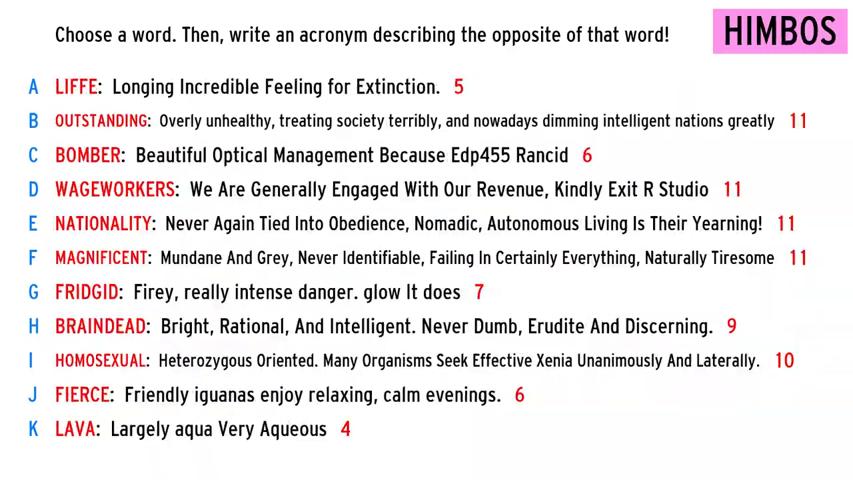 Choose a word. Then, write an acronym describing the opposite of that word!
HIMBOS
A LIFFE: Longing Incredible Feeling for Extinction. 5
B OUTSTANDING: Overly unhealthy, treating society terribly, and nowadays dimming intelligent nations greatly 11
C BOMBER: Beautiful Optical Management Because Edp455 Rancid 6
D WAGEWORKERS: We Are Generally Engaged With Our Revenue, Kindly Exit R Studio 11
E NATIONALITY: Never Again Tied Into Obedience, Nomadic, Autonomous Living Is Their Yearning! 11
F MAGNIFICENT: Mundane And Grey, Never Identifiable, Failing In Certainly Everything, Naturally Tiresome 11
G FRIDGID: Firey, really intense danger. glow It does 7
H BRAINDEAD: Bright, Rational, And Intelligent. Never Dumb, Erudite And Discerning. 9
I HOMOSEXUAL: Heterozygous Oriented. Many Organisms Seek Effective Xenia Unanimously And Laterally. 10
J FIERCE: Friendly iguanas enjoy relaxing, calm evenings. 6
K LAVA: Largely aqua Very Aqueous 4